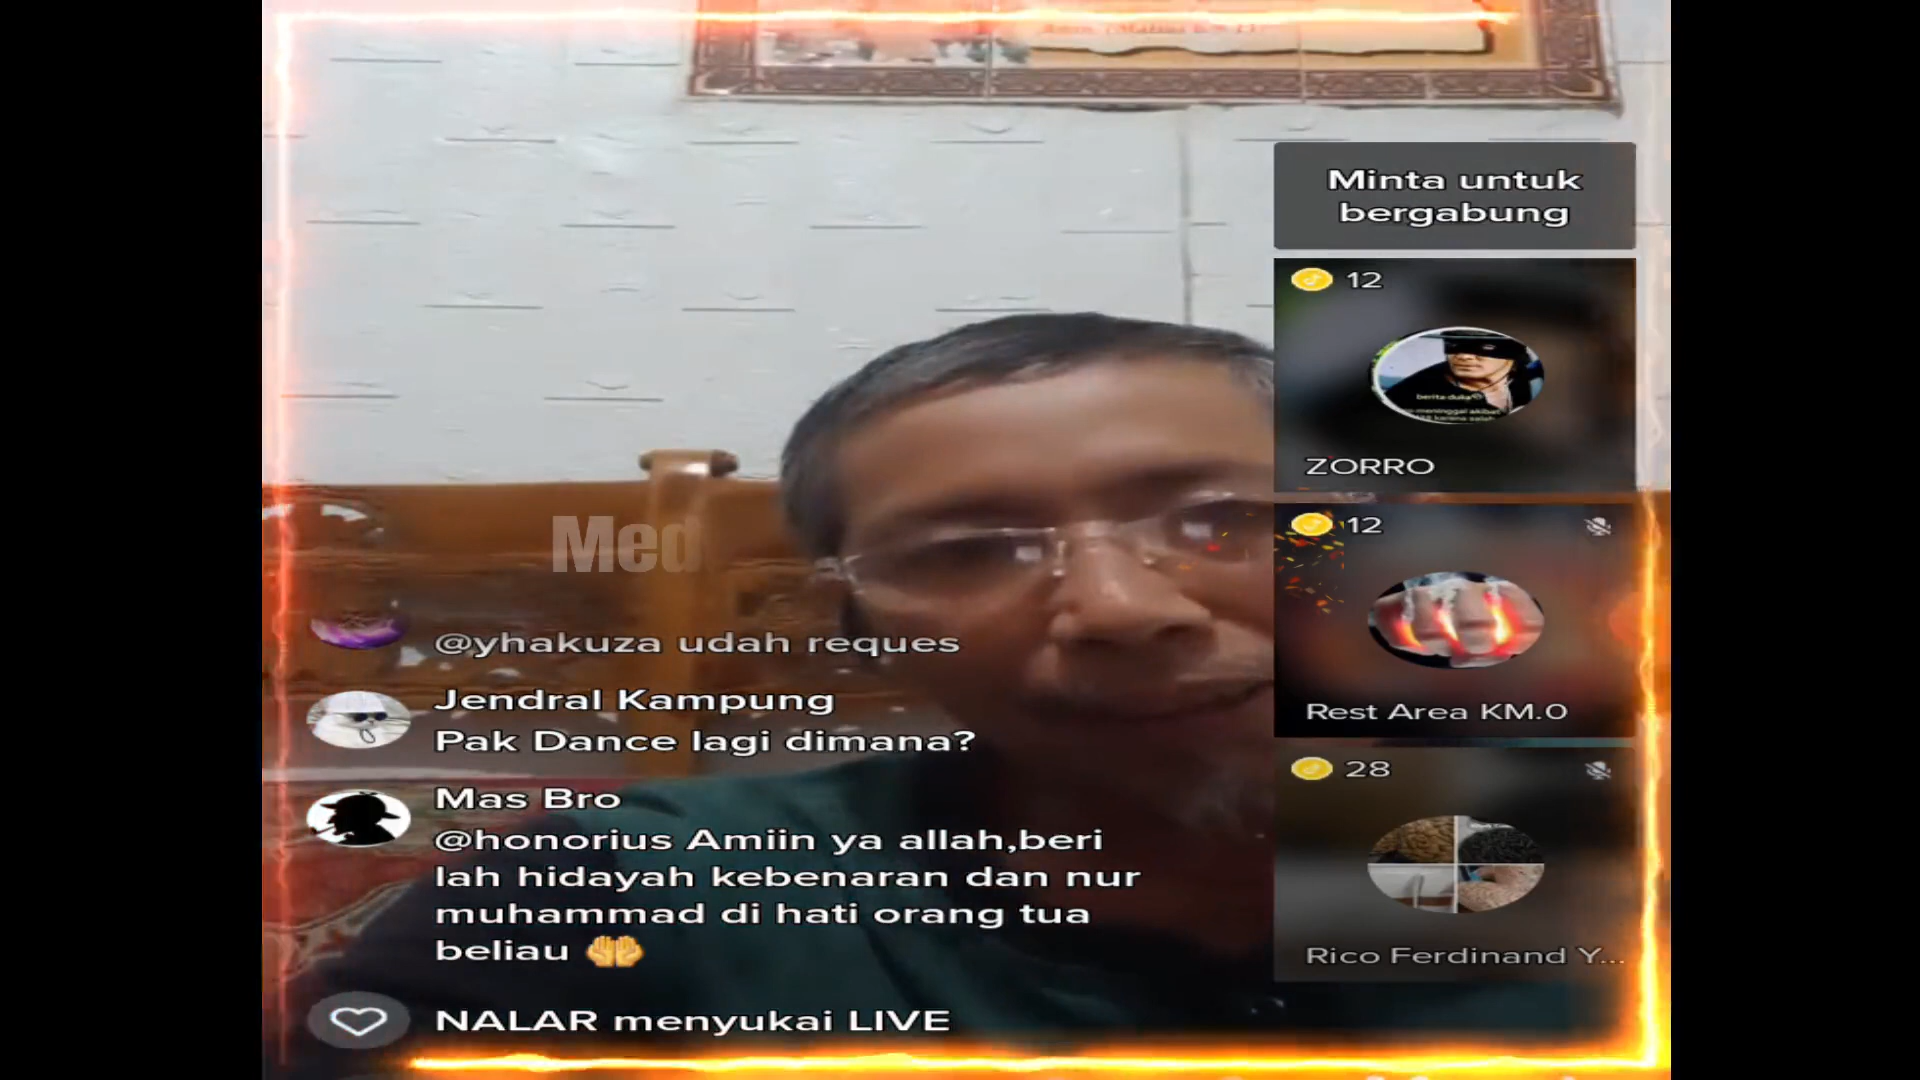 Minta untuk
bergabung
12
berita duka
ZORRO
12
Rest Area KM.0
28
Rico Ferdinand Y...
Med
@yhakuza udah reques
Jendral Kampung
Pak Dance lagi dimana?
Mas Bro
@honorius Amiin ya allah,beri
lah hidayah kebenaran dan nur
muhammad di hati orang tua
beliau 🤲
NALAR menyukai LIVE